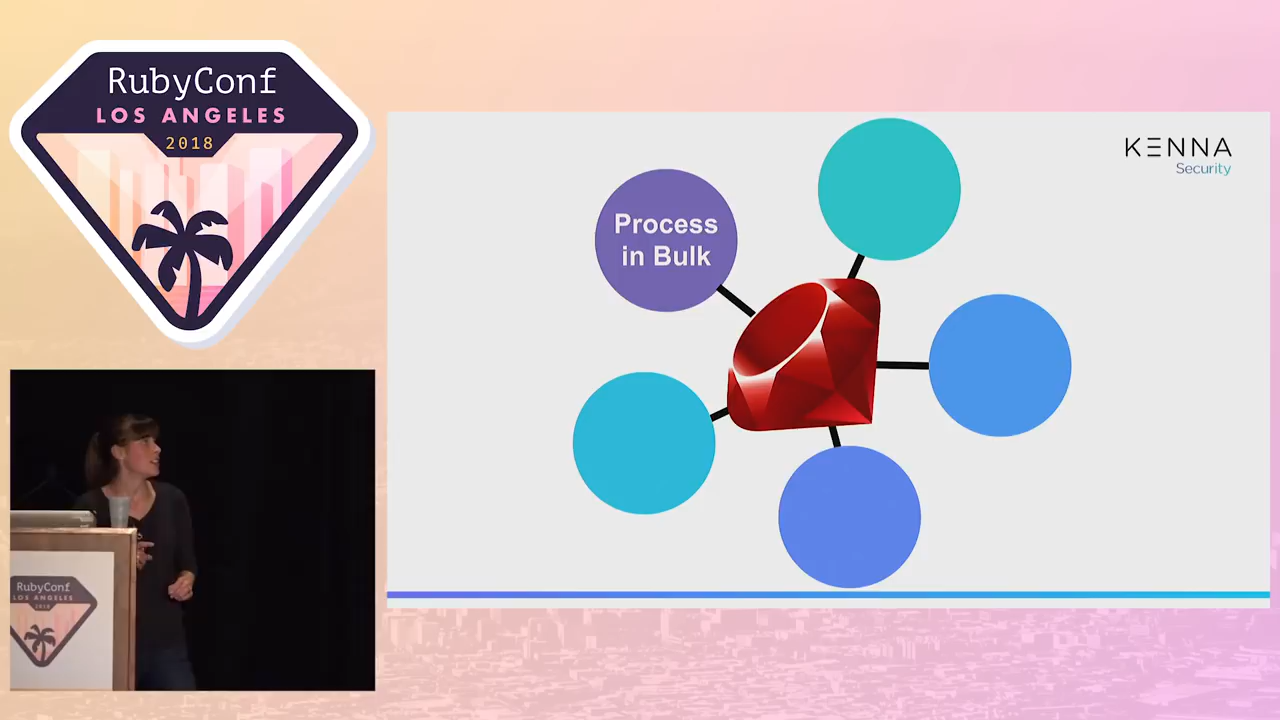 RubyConf
LOS ANGELES
2018
KENNA
Security
Process
in Bulk
RubyConf
LOS ANGELES
2018